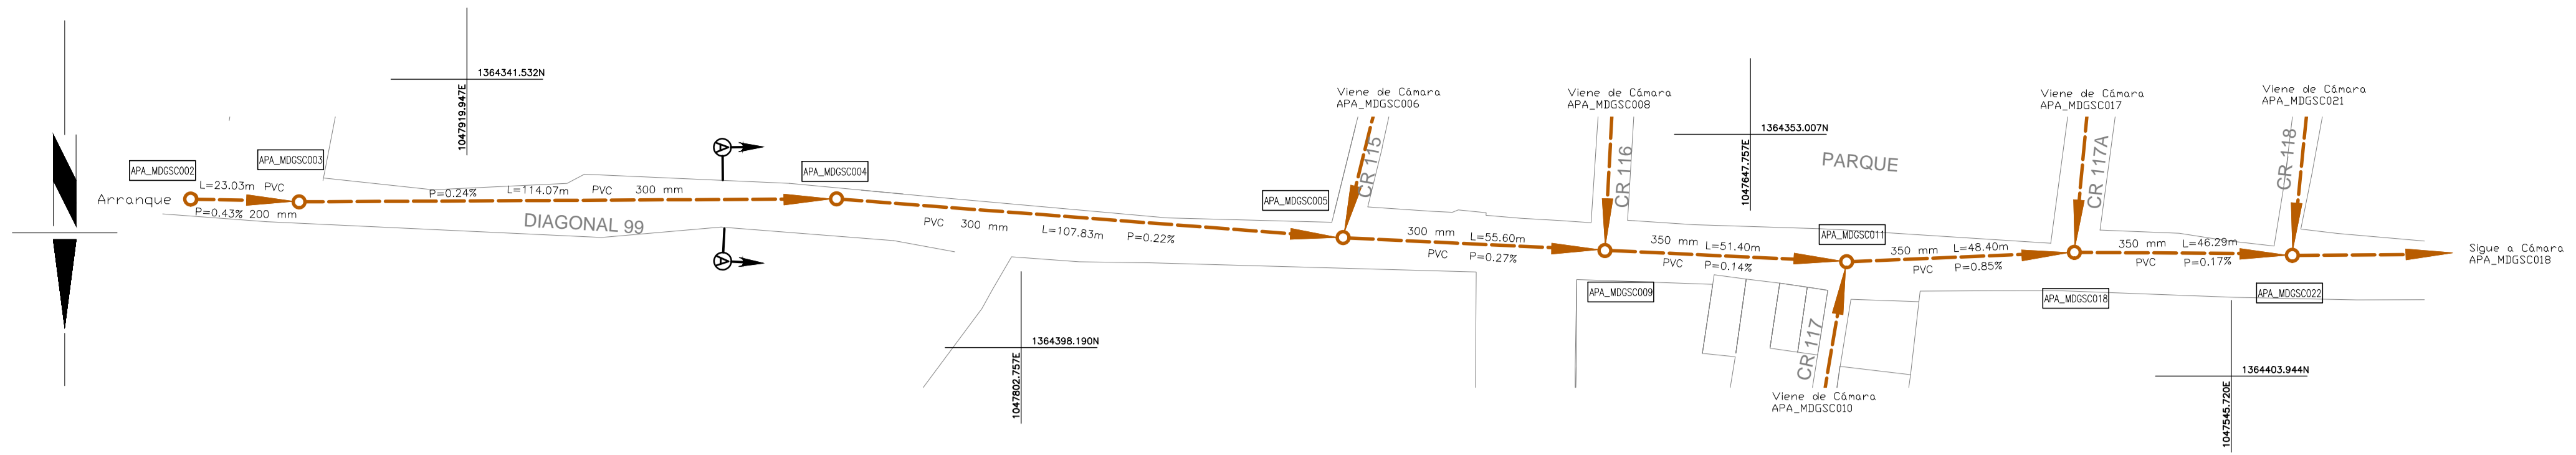 1364341.532N
1047919.947E
APA_MDGSC002
APA_MDGSC003
Arranque
L=23.03m PVC
P=0.43% 200 mm
P=0.24% L=114.07m PVC 300 mm
DIAGONAL 99
A
A
APA_MDGSC004
PVC 300 mm L=107.83m P=0.22%
1364398.190N
1047802.757E
APA_MDGSC005
Viene de Cámara
APA_MDGSC006
CR 115
300 mm L=55.60m
PVC P=0.27%
Viene de Cámara
APA_MDGSC008
CR 116
APA_MDGSC009
350 mm L=51.40m
PVC P=0.14%
1364353.007N
1047647.757E
PARQUE
APA_MDGSC011
CR 117
Viene de Cámara
APA_MDGSC010
350 mm L=48.40m
PVC P=0.85%
Viene de Cámara
APA_MDGSC017
CR 117A
APA_MDGSC018
350 mm L=46.29m
PVC P=0.17%
Viene de Cámara
APA_MDGSC021
CR 118
APA_MDGSC022
Sigue a Cámara
APA_MDGSC018
1364403.944N
1047545.720E